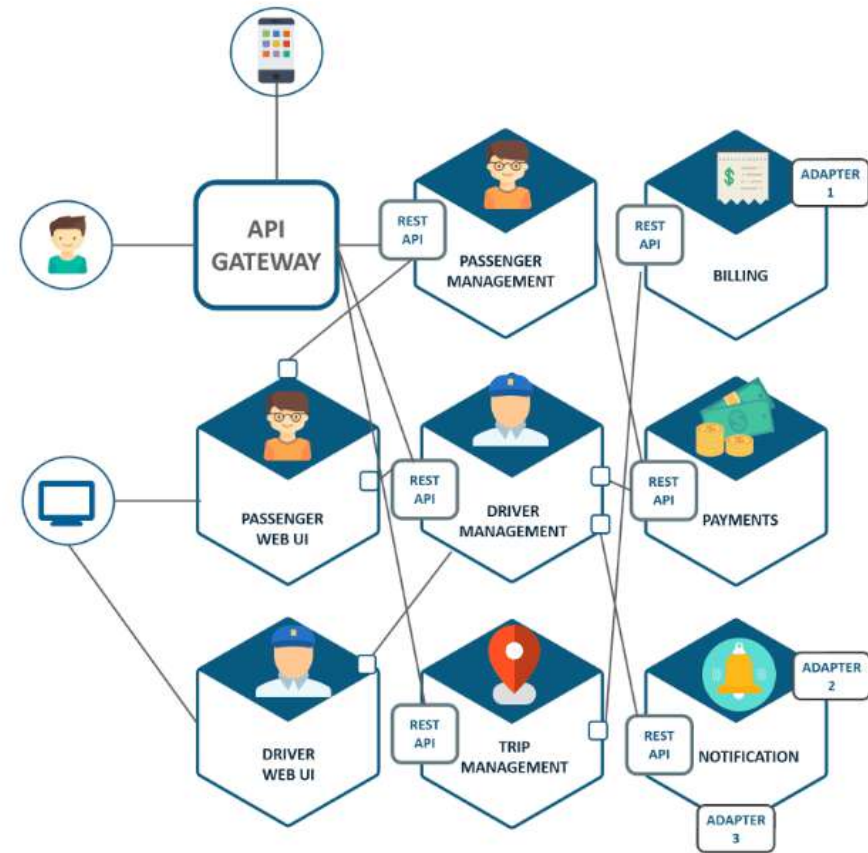 API
GATEWAY
REST
API
PASSENGER
MANAGEMENT
REST
API
BILLING
ADAPTER
1
PASSENGER
WEB UI
REST
API
DRIVER
MANAGEMENT
REST
API
PAYMENTS
DRIVER
WEB UI
REST
API
TRIP
MANAGEMENT
REST
API
NOTIFICATION
ADAPTER
2
ADAPTER
3